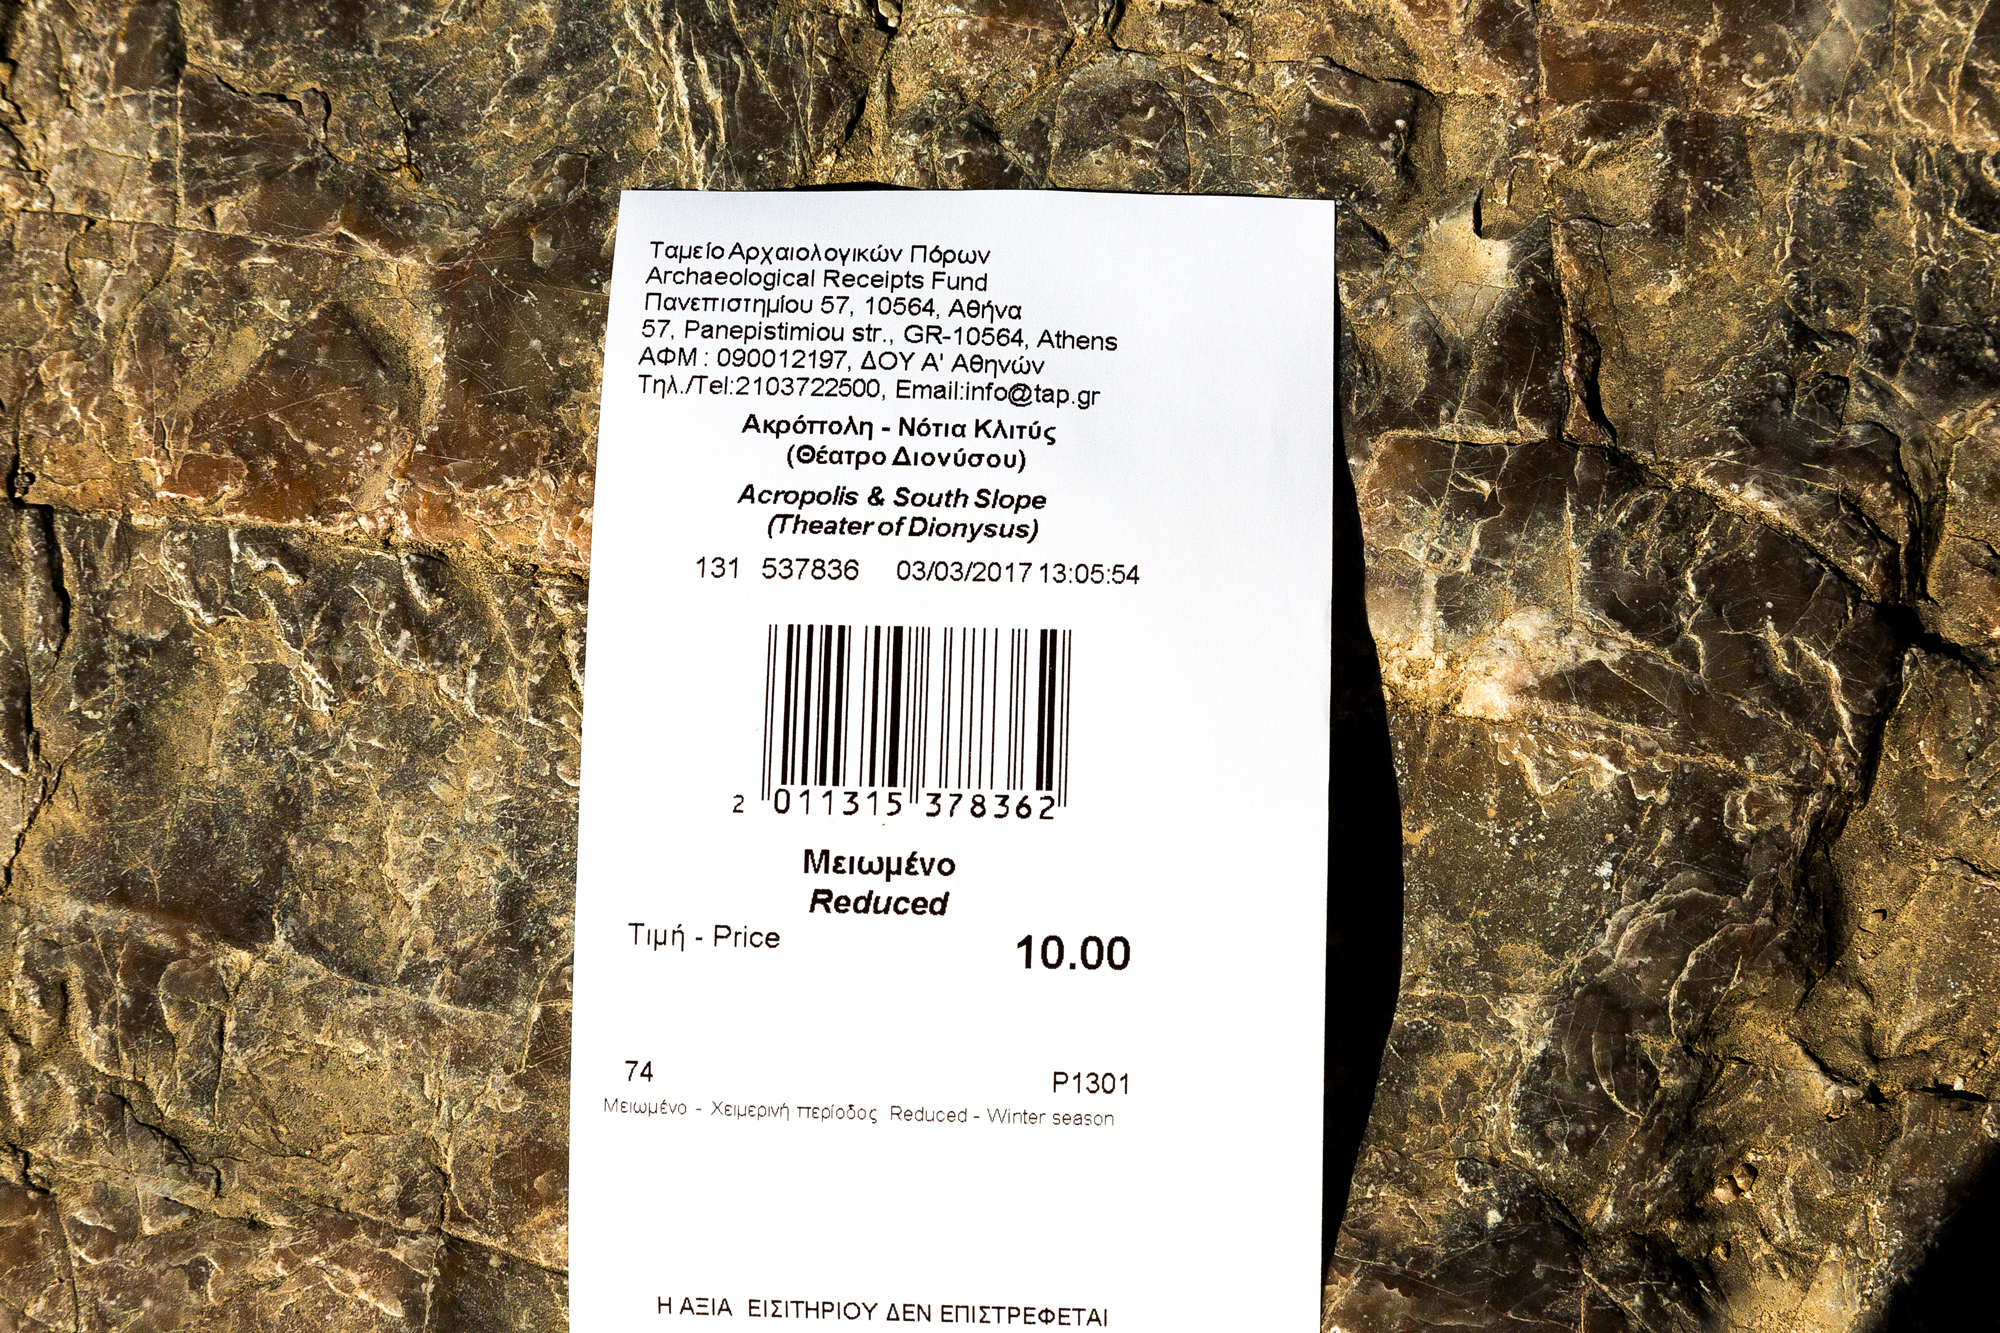 Ταμείο Αρχαιολογικών Πόρων
Archaeological Receipts Fund
Πανεπιστημίου 57, 10564, Αθήνα
57, Panepistimiou str., GR-10564, Athens
ΑΦΜ : 090012197, ΔΟΥ Α' Αθηνών
Τηλ./Tel:2103722500, Email:info@tap.gr
Ακρόπολη - Νότια Κλιτύς
(Θέατρο Διονύσου)
Acropolis & South Slope
(Theater of Dionysus)
131 537836 03/03/2017 13:05:54
2 011315 378362
Μειωμένο
Reduced
Τιμή - Price 10.00
74 P1301
Μειωμένο - Χειμερινή περίοδος Reduced - Winter season
Η ΑΞΙΑ ΕΙΣΙΤΗΡΙΟΥ ΔΕΝ ΕΠΙΣΤΡΕΦΕΤΑΙ